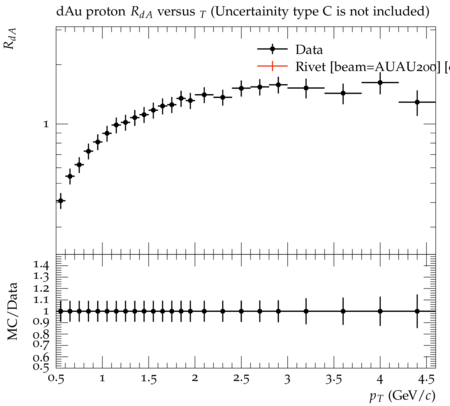 dAu proton R_dA versus _T (Uncertainity type C is not included)
R_dA
Data
Rivet [beam=AUAU200] [
1
MC/Data
1.4
1.3
1.2
1.1
1
0.9
0.8
0.7
0.6
0.5
0.5 1 1.5 2 2.5 3 3.5 4 4.5
p_T (GeV/c)